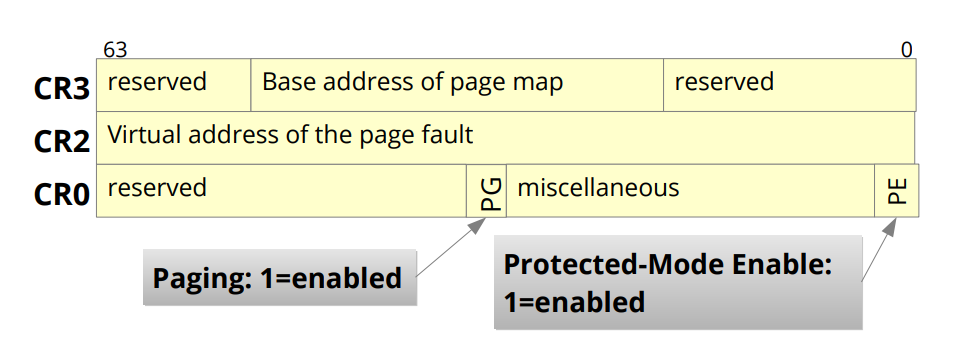 63 0
CR3 reserved Base address of page map reserved
CR2 Virtual address of the page fault
CR0 reserved PG miscellaneous PE
Paging: 1=enabled
Protected-Mode Enable:
1=enabled